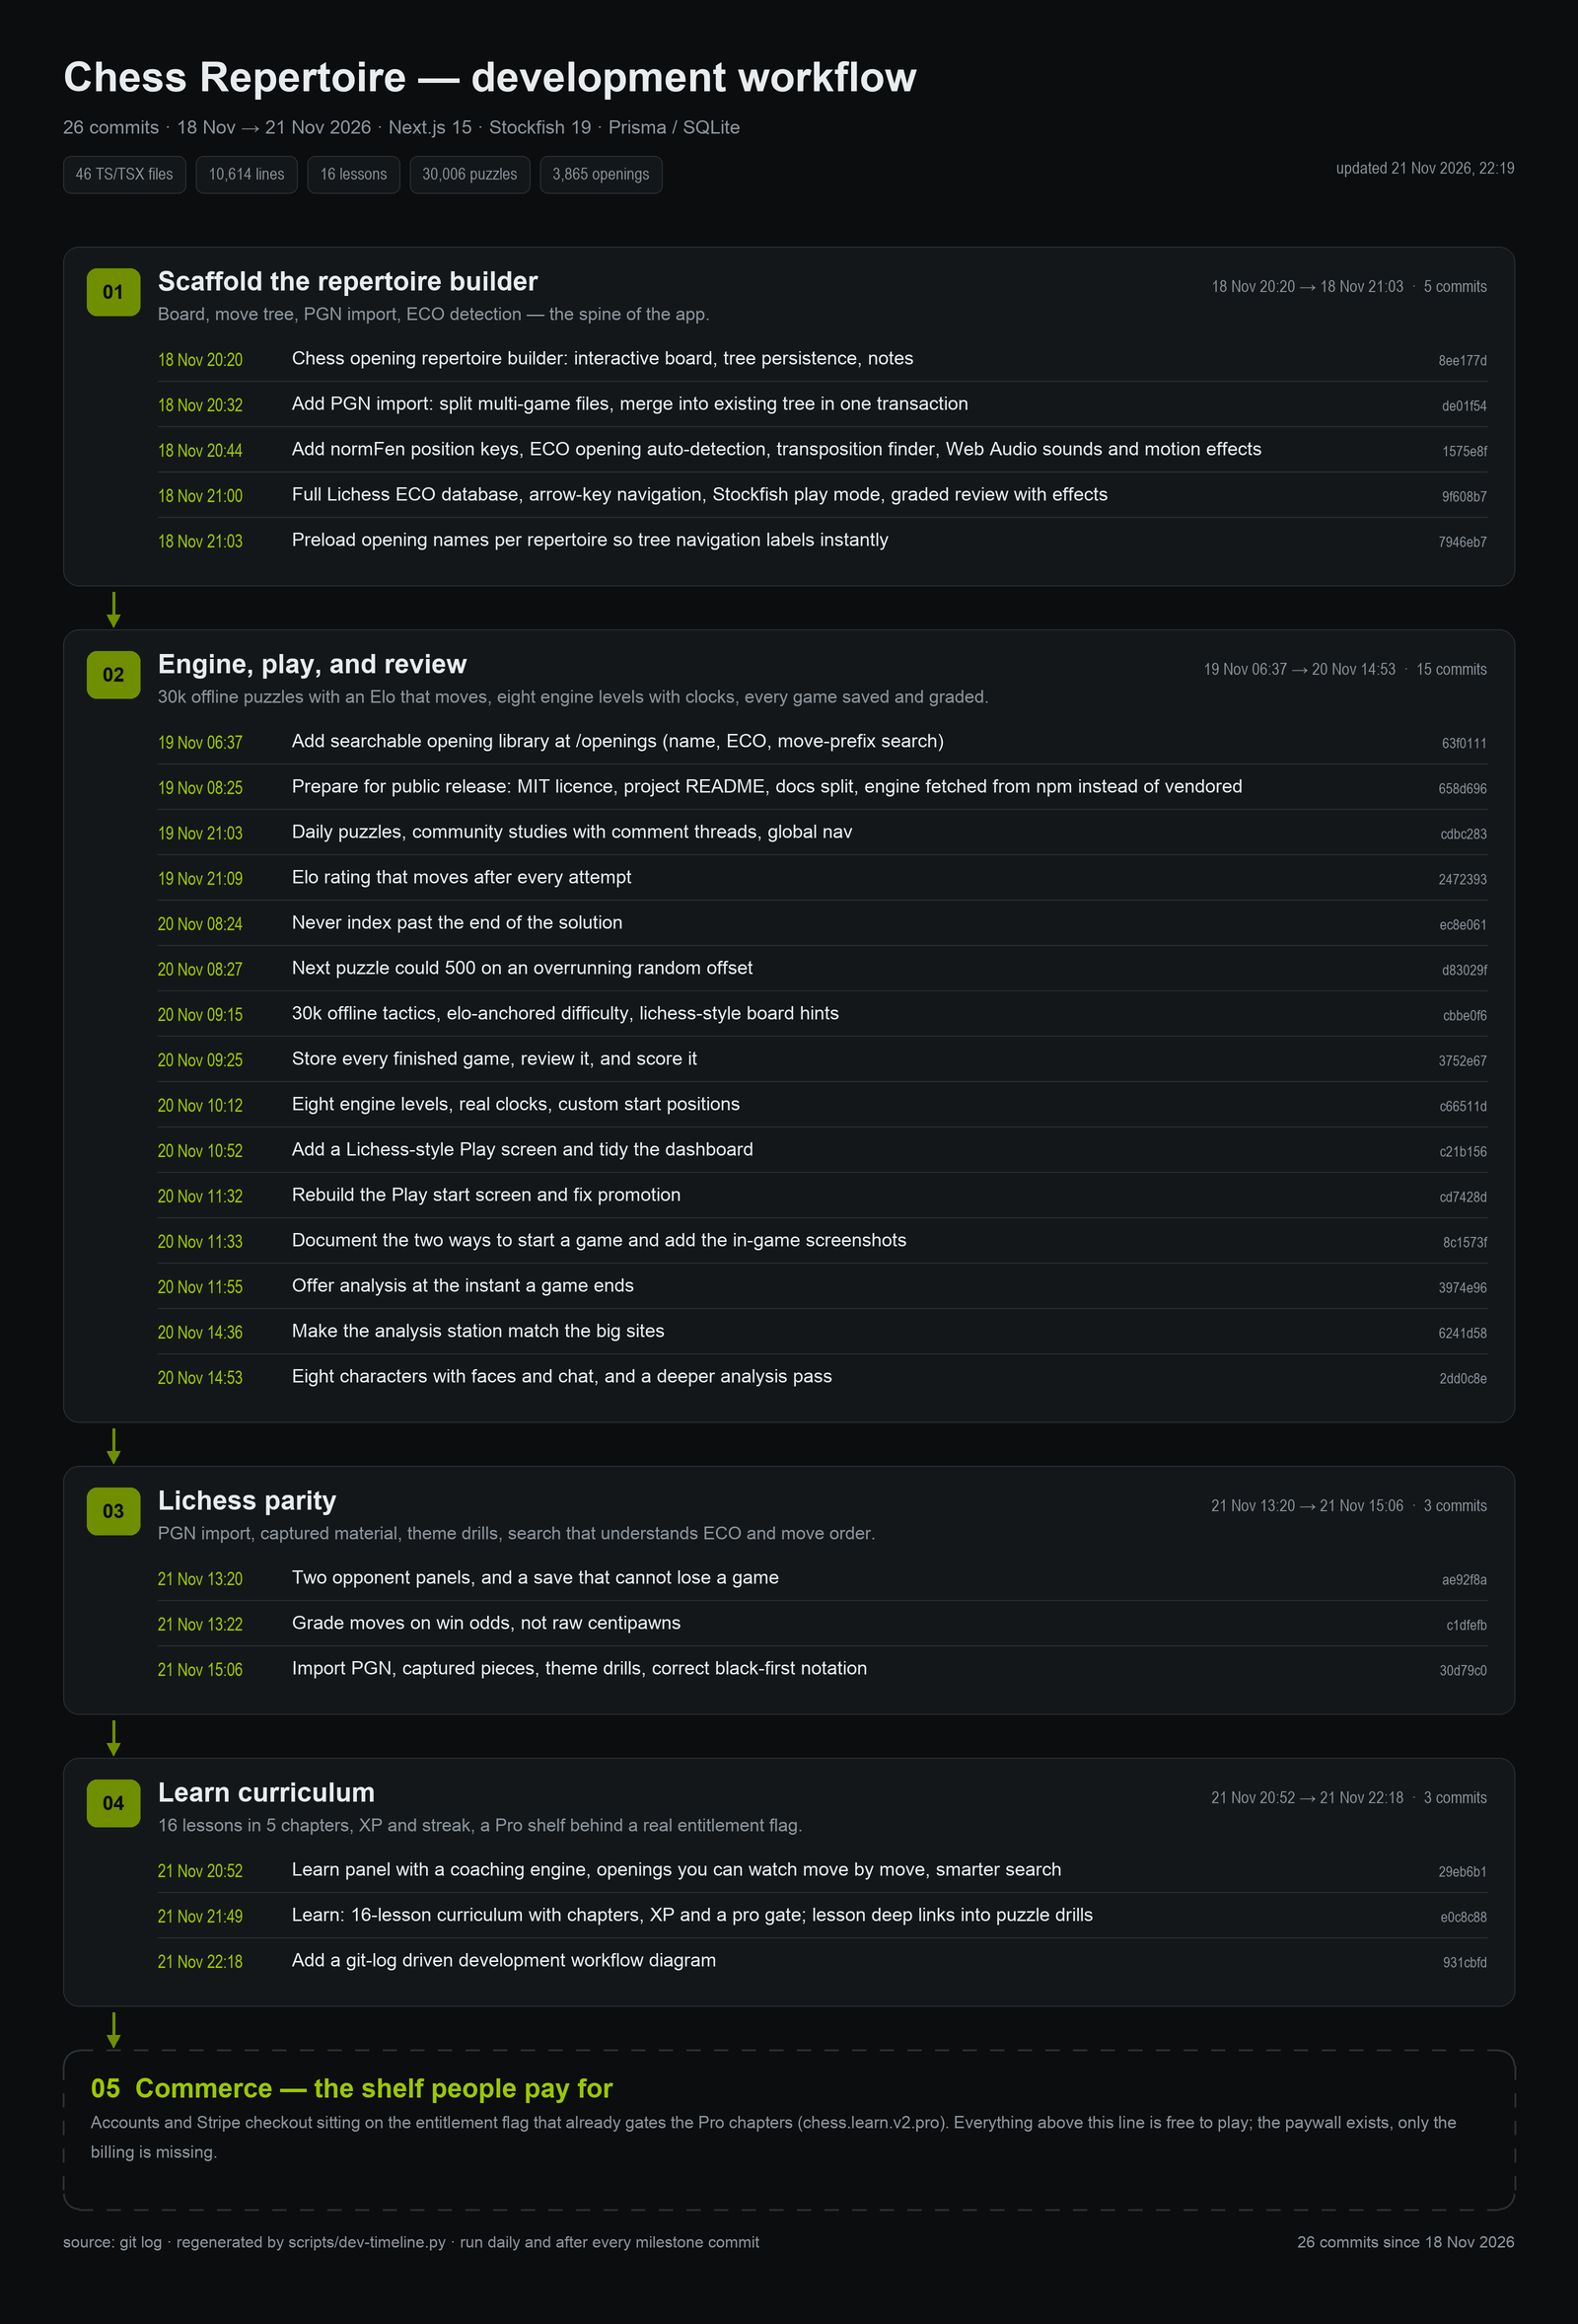 Chess Repertoire — development workflow
26 commits · 18 Nov → 21 Nov 2026 · Next.js 15 · Stockfish 19 · Prisma / SQLite
46 TS/TSX files 10,614 lines 16 lessons 30,006 puzzles 3,865 openings updated 21 Nov 2026, 22:19
01 Scaffold the repertoire builder 18 Nov 20:20 → 18 Nov 21:03 · 5 commits
Board, move tree, PGN import, ECO detection — the spine of the app.
18 Nov 20:20 Chess opening repertoire builder: interactive board, tree persistence, notes 8ee177d
18 Nov 20:32 Add PGN import: split multi-game files, merge into existing tree in one transaction de01f54
18 Nov 20:44 Add normFen position keys, ECO opening auto-detection, transposition finder, Web Audio sounds and motion effects 1575e8f
18 Nov 21:00 Full Lichess ECO database, arrow-key navigation, Stockfish play mode, graded review with effects 9f608b7
18 Nov 21:03 Preload opening names per repertoire so tree navigation labels instantly 7946eb7
02 Engine, play, and review 19 Nov 06:37 → 20 Nov 14:53 · 15 commits
30k offline puzzles with an Elo that moves, eight engine levels with clocks, every game saved and graded.
19 Nov 06:37 Add searchable opening library at /openings (name, ECO, move-prefix search) 63f0111
19 Nov 08:25 Prepare for public release: MIT licence, project README, docs split, engine fetched from npm instead of vendored 658d696
19 Nov 21:03 Daily puzzles, community studies with comment threads, global nav cdbc283
19 Nov 21:09 Elo rating that moves after every attempt 2472393
20 Nov 08:24 Never index past the end of the solution ec8e061
20 Nov 08:27 Next puzzle could 500 on an overrunning random offset d83029f
20 Nov 09:15 30k offline tactics, elo-anchored difficulty, lichess-style board hints cbbe0f6
20 Nov 09:25 Store every finished game, review it, and score it 3752e67
20 Nov 10:12 Eight engine levels, real clocks, custom start positions c66511d
20 Nov 10:52 Add a Lichess-style Play screen and tidy the dashboard c21b156
20 Nov 11:32 Rebuild the Play start screen and fix promotion cd7428d
20 Nov 11:33 Document the two ways to start a game and add the in-game screenshots 8c1573f
20 Nov 11:55 Offer analysis at the instant a game ends 3974e96
20 Nov 14:36 Make the analysis station match the big sites 6241d58
20 Nov 14:53 Eight characters with faces and chat, and a deeper analysis pass 2dd0c8e
03 Lichess parity 21 Nov 13:20 → 21 Nov 15:06 · 3 commits
PGN import, captured material, theme drills, search that understands ECO and move order.
21 Nov 13:20 Two opponent panels, and a save that cannot lose a game ae92f8a
21 Nov 13:22 Grade moves on win odds, not raw centipawns c1dfefb
21 Nov 15:06 Import PGN, captured pieces, theme drills, correct black-first notation 30d79c0
04 Learn curriculum 21 Nov 20:52 → 21 Nov 22:18 · 3 commits
16 lessons in 5 chapters, XP and streak, a Pro shelf behind a real entitlement flag.
21 Nov 20:52 Learn panel with a coaching engine, openings you can watch move by move, smarter search 29eb6b1
21 Nov 21:49 Learn: 16-lesson curriculum with chapters, XP and a pro gate; lesson deep links into puzzle drills e0c8c88
21 Nov 22:18 Add a git-log driven development workflow diagram 931cbfd
05 Commerce — the shelf people pay for
Accounts and Stripe checkout sitting on the entitlement flag that already gates the Pro chapters (chess.learn.v2.pro). Everything above this line is free to play; the paywall exists, only the
billing is missing.
source: git log · regenerated by scripts/dev-timeline.py · run daily and after every milestone commit 26 commits since 18 Nov 2026